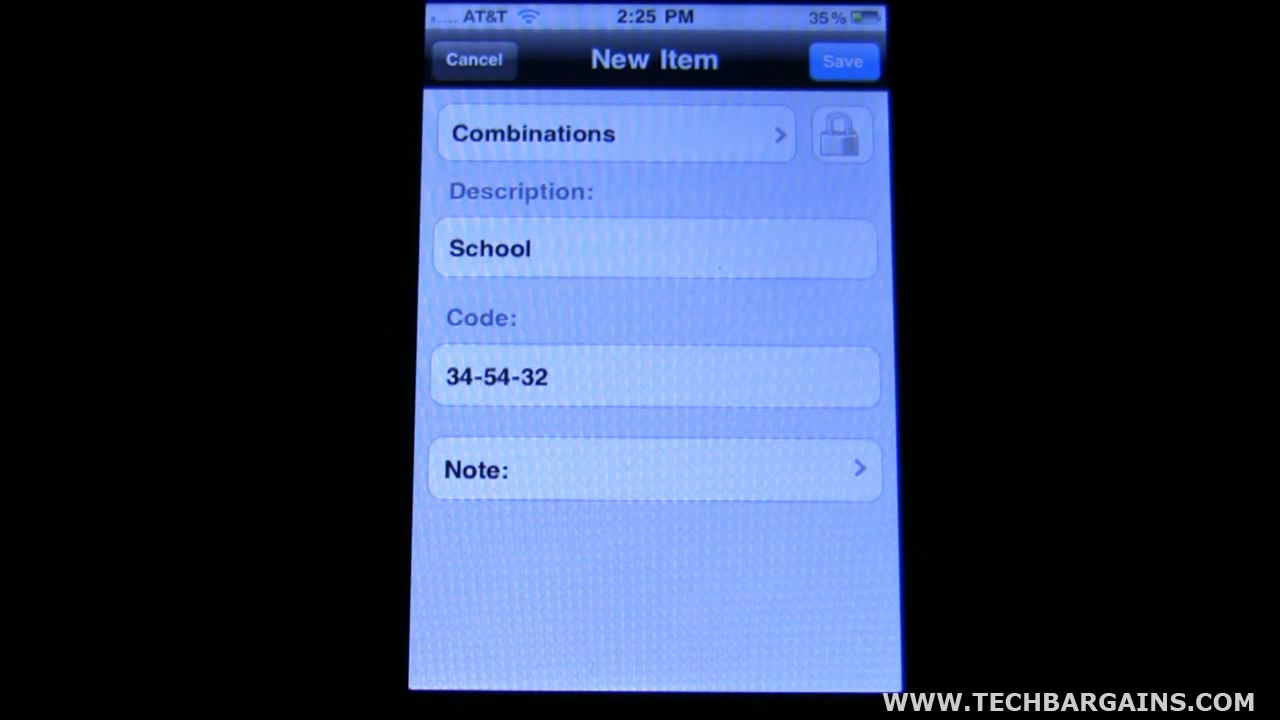 AT&T 2:25 PM 35%
Cancel New Item Save
Combinations
Description:
School
Code:
34-54-32
Note:
WWW.TECHBARGAINS.COM